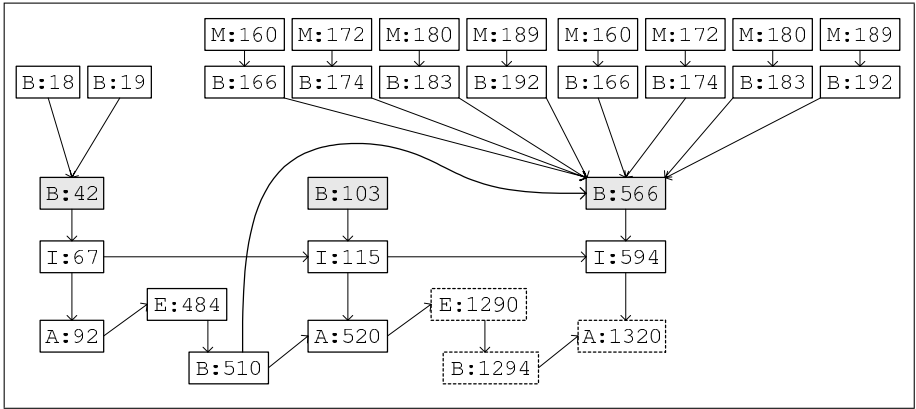 M:160 M:172 M:180 M:189 M:160 M:172 M:180 M:189
B:18 B:19 B:166 B:174 B:183 B:192 B:166 B:174 B:183 B:192
B:42 B:103 B:566
I:67 I:115 I:594
E:484 E:1290
A:92 A:520 A:1320
B:510 B:1294